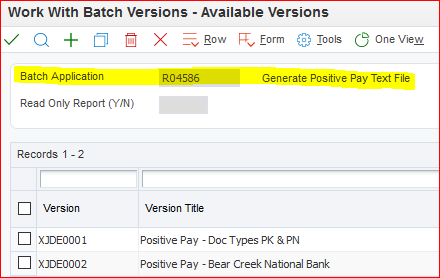 Work With Batch Versions - Available Versions
Row Form Tools One View
Batch Application R04586 Generate Positive Pay Text File
Read Only Report (Y/N)
Records 1 - 2
Version Version Title
XJDE0001 Positive Pay - Doc Types PK & PN
XJDE0002 Positive Pay - Bear Creek National Bank